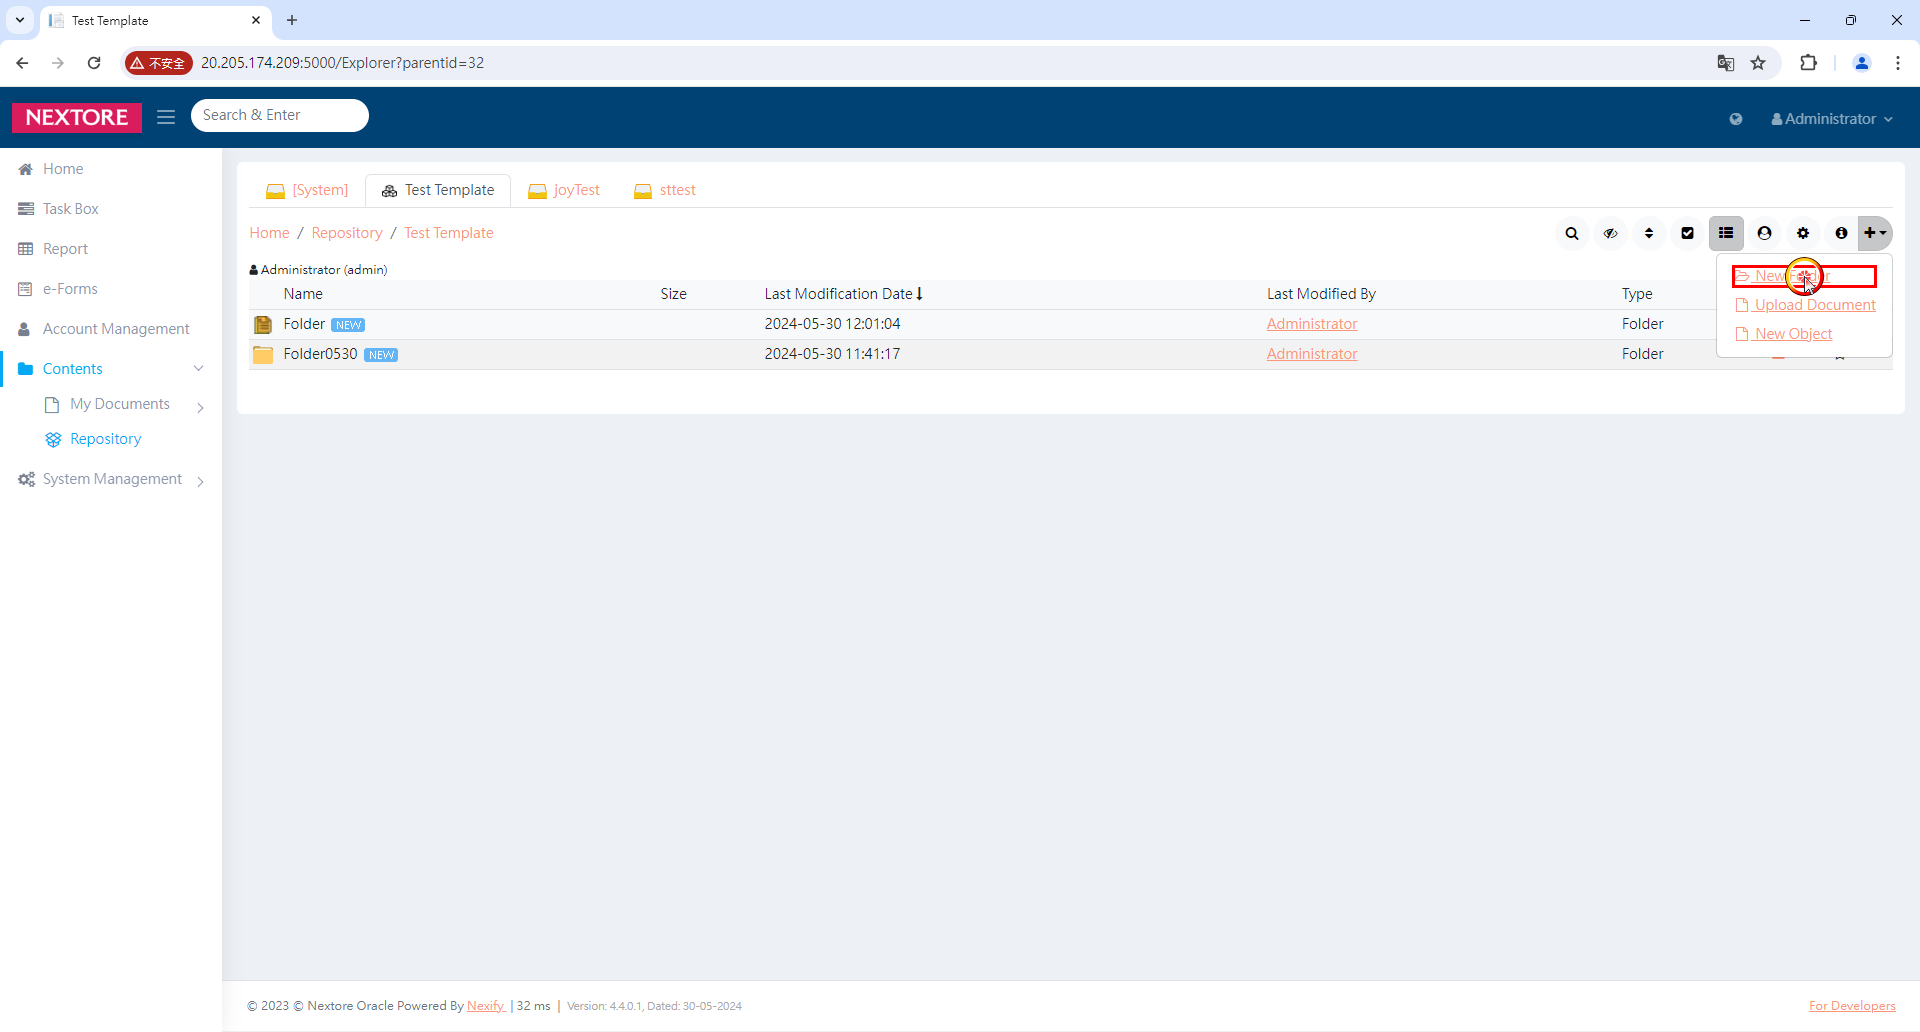 Test Template
不安全
20.205.174.209:5000/Explorer?parentid=32
NEXTORE
Search & Enter
Administrator
Home
Task Box
Report
e-Forms
Account Management
Contents
My Documents
Repository
System Management
[System]
Test Template
joyTest
sttest
Home / Repository / Test Template
Administrator (admin)
Name Size Last Modification Date Last Modified By Type
Folder NEW 2024-05-30 12:01:04 Administrator Folder
Folder0530 NEW 2024-05-30 11:41:17 Administrator Folder
New Folder
Upload Document
New Object
© 2023 © Nextore Oracle Powered By Nexify | 32 ms | Version: 4.4.0.1, Dated: 30-05-2024
For Developers